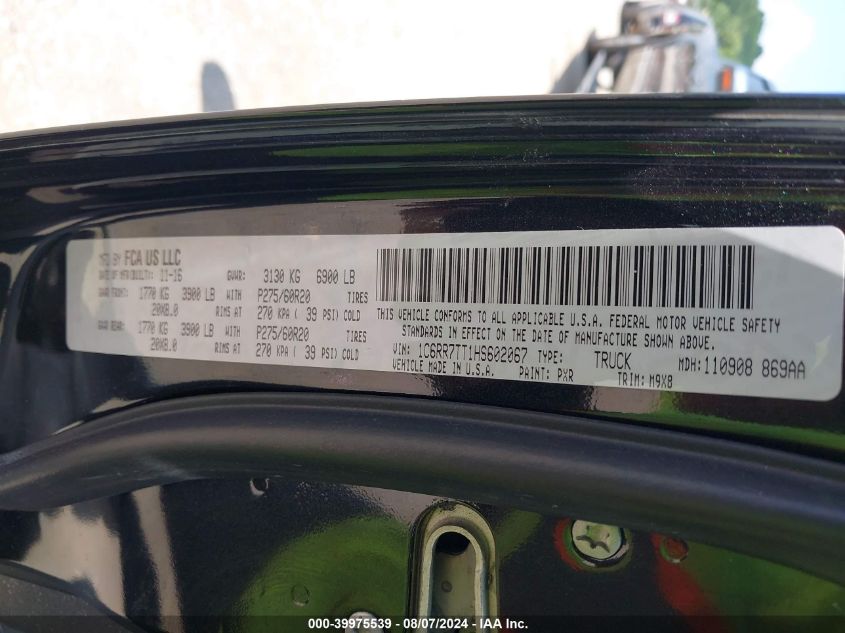 MFD BY FCA US LLC
DATE OF MFR(BUILT): 11-16 GVWR: 3130 KG 6900 LB
GAWR FRONT: 1770 KG 3900 LB WITH P275/60R20 TIRES
20X8.0 RIMS AT 270 KPA ( 39 PSI) COLD
GAWR REAR: 1770 KG 3900 LB WITH P275/60R20 TIRES
20X8.0 RIMS AT 270 KPA ( 39 PSI) COLD
THIS VEHICLE CONFORMS TO ALL APPLICABLE U.S.A. FEDERAL MOTOR VEHICLE SAFETY
STANDARDS IN EFFECT ON THE DATE OF MANUFACTURE SHOWN ABOVE.
VIN: 1C6RR7TT1HS602067 TYPE: TRUCK MDH: 110908 869AA
VEHICLE MADE IN U.S.A. PAINT: PXR TRIM: M9X8
000-39975539 - 08/07/2024 - IAA Inc.